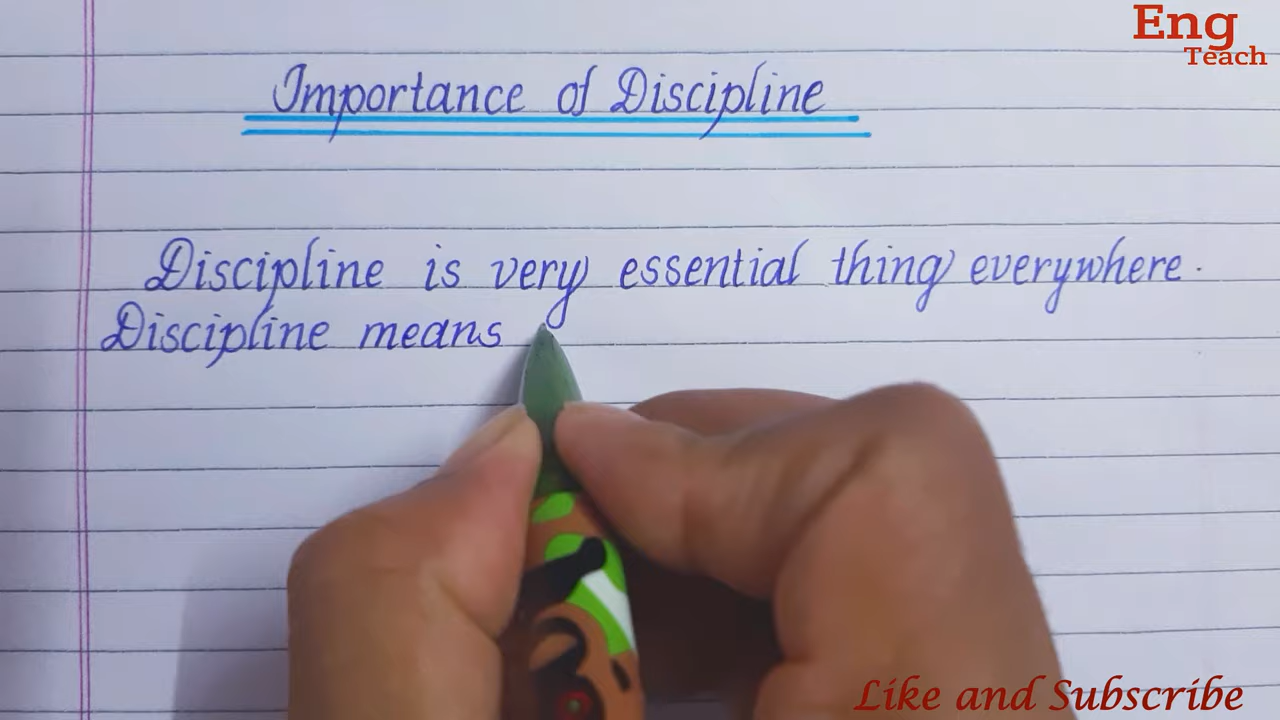 Eng
Teach
Importance of Discipline
Discipline is very essential thing everywhere.
Discipline means
Like and Subscribe